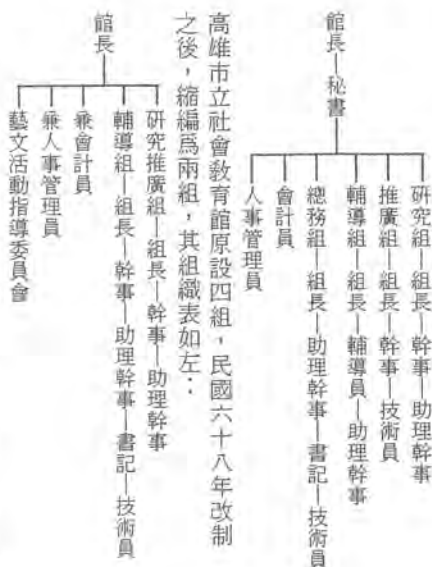 館長—秘書
研究組—組長—幹事—助理幹事
推廣組—組長—幹事—技術員
輔導組—組長—輔導員—助理幹事
總務組—組長—助理幹事—書記—技術員
會計員
人事管理員
高雄市立社會教育館原設四組，民國六十八年改制
之後，縮編為兩組，其組織表如左：
館長
研究推廣組—組長—幹事—助理幹事
輔導組—組長—幹事—助理幹事—書記—技術員
兼會計員
兼人事管理員
藝文活動指導委員會